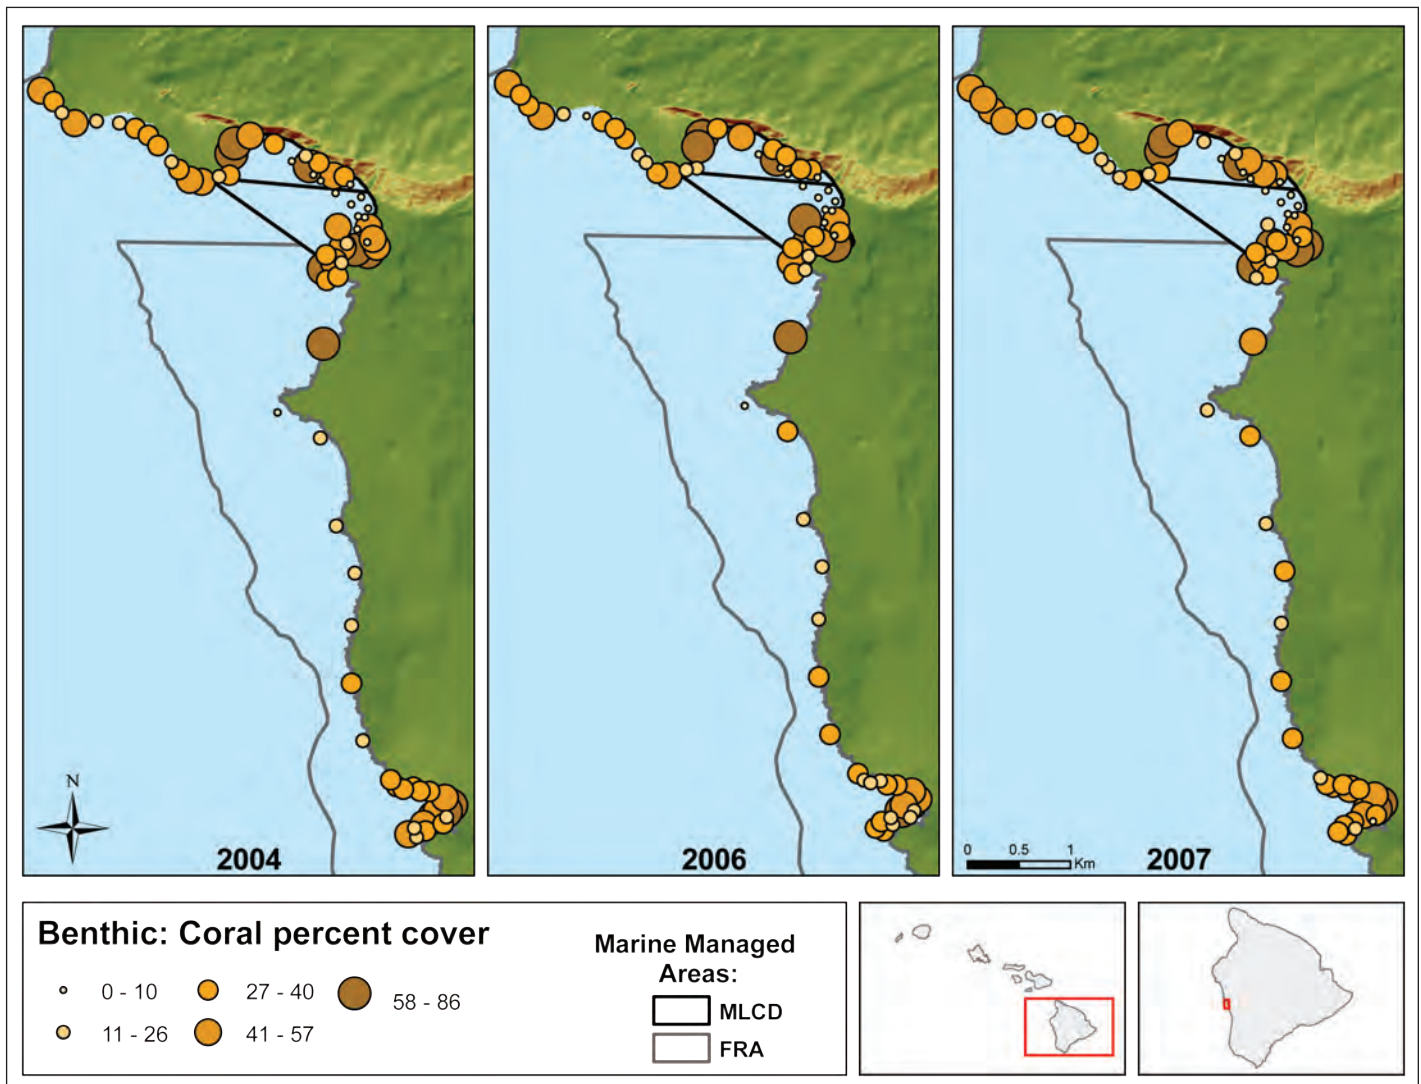 N
2004
2006
2007
0 0.5 1
Km
Benthic: Coral percent cover
0 - 10
11 - 26
27 - 40
41 - 57
58 - 86
Marine Managed
Areas:
MLCD
FRA